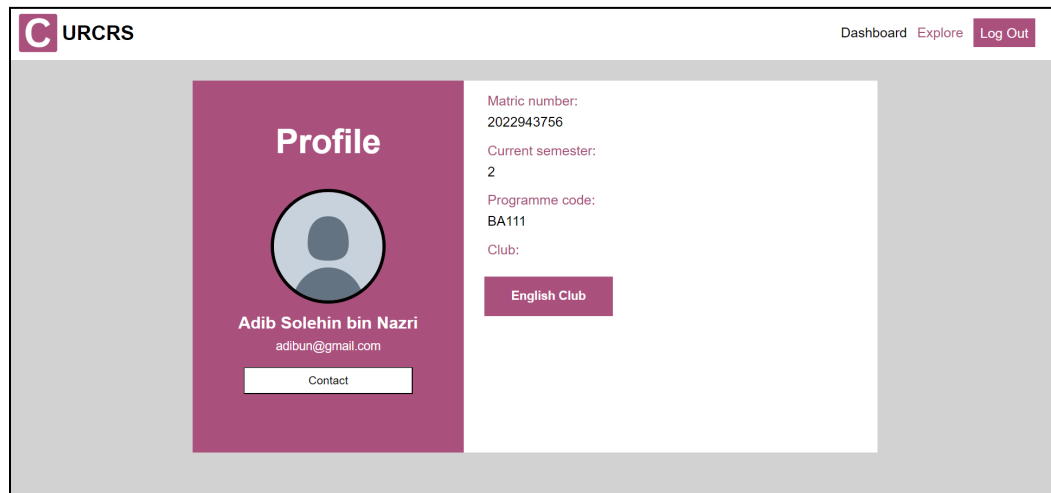 C URCRS
Dashboard Explore Log Out
Profile
Adib Solehin bin Nazri
adibun@gmail.com
Contact
Matric number:
2022943756
Current semester:
2
Programme code:
BA111
Club:
English Club